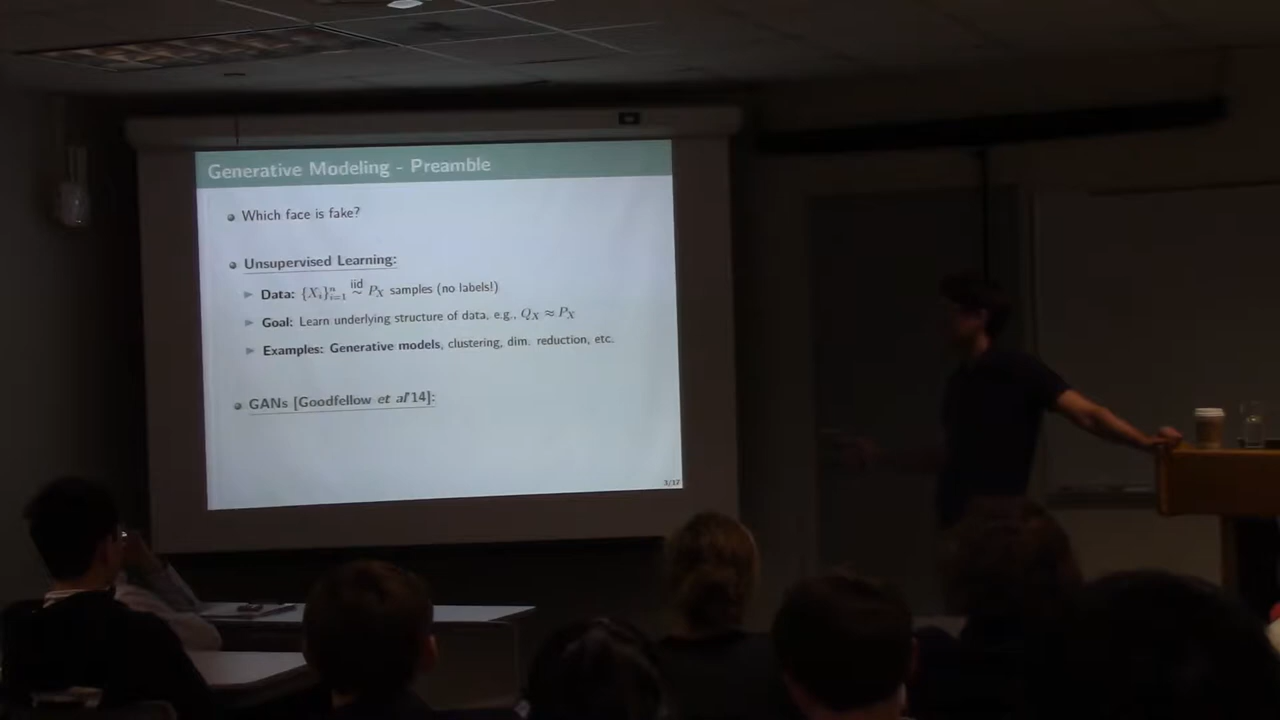 Generative Modeling - Preamble
Which face is fake?
Unsupervised Learning:
Data: {X_i}_{i=1}^n iid ~ P_X samples (no labels!)
Goal: Learn underlying structure of data, e.g., Q_X ≈ P_X
Examples: Generative models, clustering, dim. reduction, etc.
GANs [Goodfellow et al'14]:
3/17